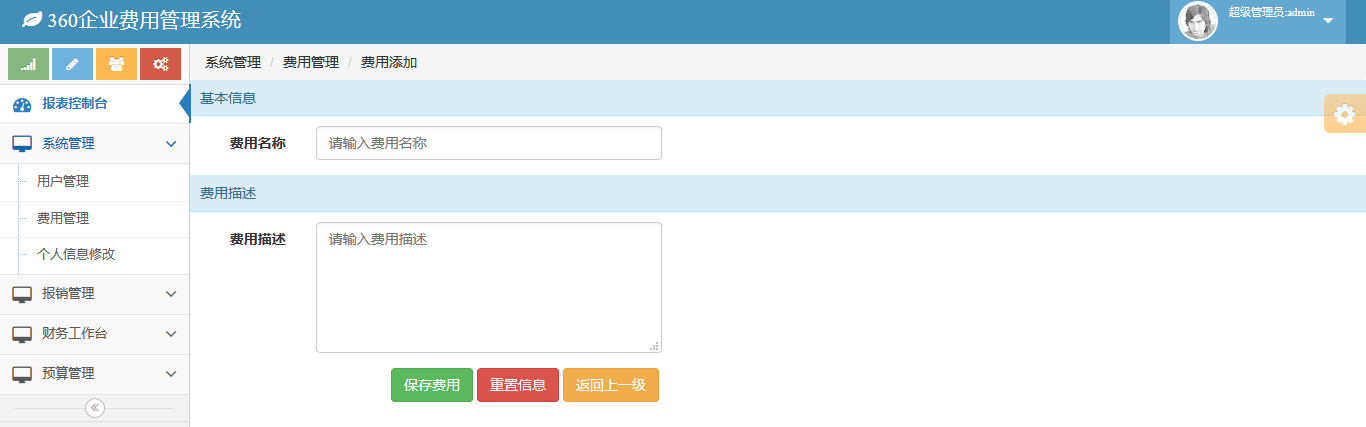 360企业费用管理系统
超级管理员:admin
系统管理 / 费用管理 / 费用添加
报表控制台
系统管理
用户管理
费用管理
个人信息修改
报销管理
财务工作台
预算管理
基本信息
费用名称 请输入费用名称
费用描述
费用描述 请输入费用描述
保存费用 重置信息 返回上一级